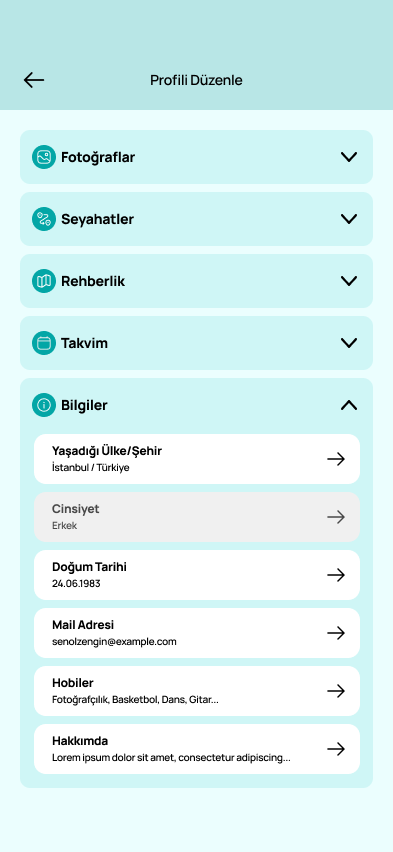 Profili Düzenle
Fotoğraflar
Seyahatler
Rehberlik
Takvim
Bilgiler
Yaşadığı Ülke/Şehir
İstanbul / Türkiye
Cinsiyet
Erkek
Doğum Tarihi
24.06.1983
Mail Adresi
senolzengin@example.com
Hobiler
Fotoğrafçılık, Basketbol, Dans, Gitar...
Hakkımda
Lorem ipsum dolor sit amet, consectetur adipiscing...